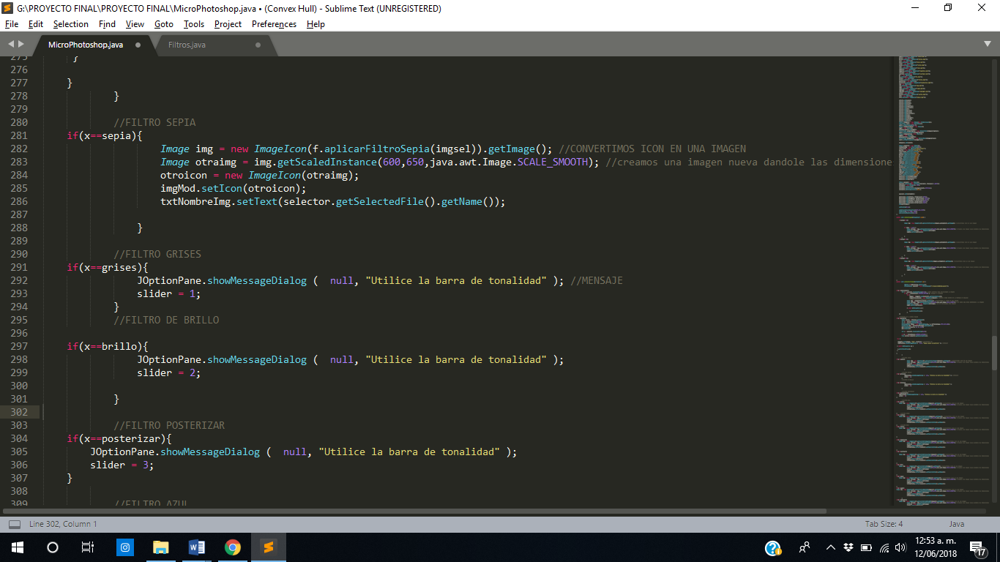 G:\PROYECTO FINAL\PROYECTO FINAL\MicroPhotoshop.java • (Convex Hull) - Sublime Text (UNREGISTERED)
File Edit Selection Find View Goto Tools Project Preferences Help
MicroPhotoshop.java Filtros.java
275 }
276
277 }
278 }
279
280 //FILTRO SEPIA
281 if(x==sepia){
282 Image img = new ImageIcon(f.aplicarFiltroSepia(imgsel)).getImage(); //CONVERTIMOS ICON EN UNA IMAGEN
283 Image otraimg = img.getScaledInstance(600,650,java.awt.Image.SCALE_SMOOTH); //creamos una imagen nueva dandole las dimensione
284 otroicon = new ImageIcon(otraimg);
285 imgMod.setIcon(otroicon);
286 txtNombreImg.setText(selector.getSelectedFile().getName());
287
288 }
289
290 //FILTRO GRISES
291 if(x==grises){
292 JOptionPane.showMessageDialog (  null, "Utilice la barra de tonalidad" ); //MENSAJE
293 slider = 1;
294 }
295 //FILTRO DE BRILLO
296
297 if(x==brillo){
298 JOptionPane.showMessageDialog (  null, "Utilice la barra de tonalidad" );
299 slider = 2;
300
301 }
302
303 //FILTRO POSTERIZAR
304 if(x==posterizar){
305 JOptionPane.showMessageDialog (  null, "Utilice la barra de tonalidad" );
306 slider = 3;
307 }
308
309 //FILTRO AZUL
Line 302, Column 1 Tab Size: 4 Java
12:53 a. m.
12/06/2018
17